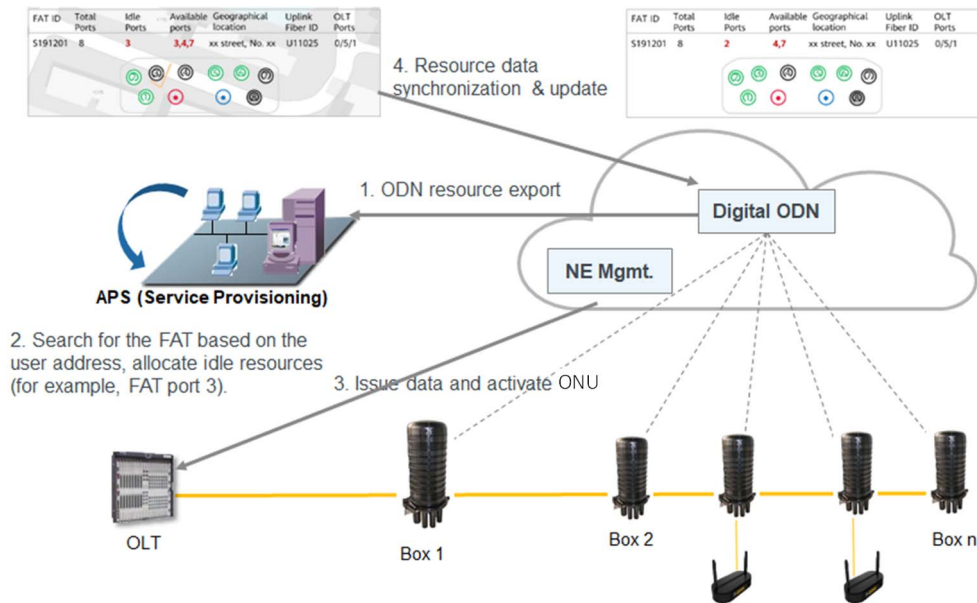 FAT ID Total Ports Idle Ports Available ports Geographical location Uplink Fiber ID OLT Ports
S191201 8 3 3,4,7 xx street, No. xx U11025 0/5/1
FAT ID Total Ports Idle Ports Available ports Geographical location Uplink Fiber ID OLT Ports
S191201 8 2 4,7 xx street, No. xx U11025 0/5/1
4. Resource data
synchronization & update
1. ODN resource export
Digital ODN
NE Mgmt.
APS (Service Provisioning)
2. Search for the FAT based on the
user address, allocate idle resources
(for example, FAT port 3).
3. Issue data and activate ONU
OLT
Box 1
Box 2
Box n